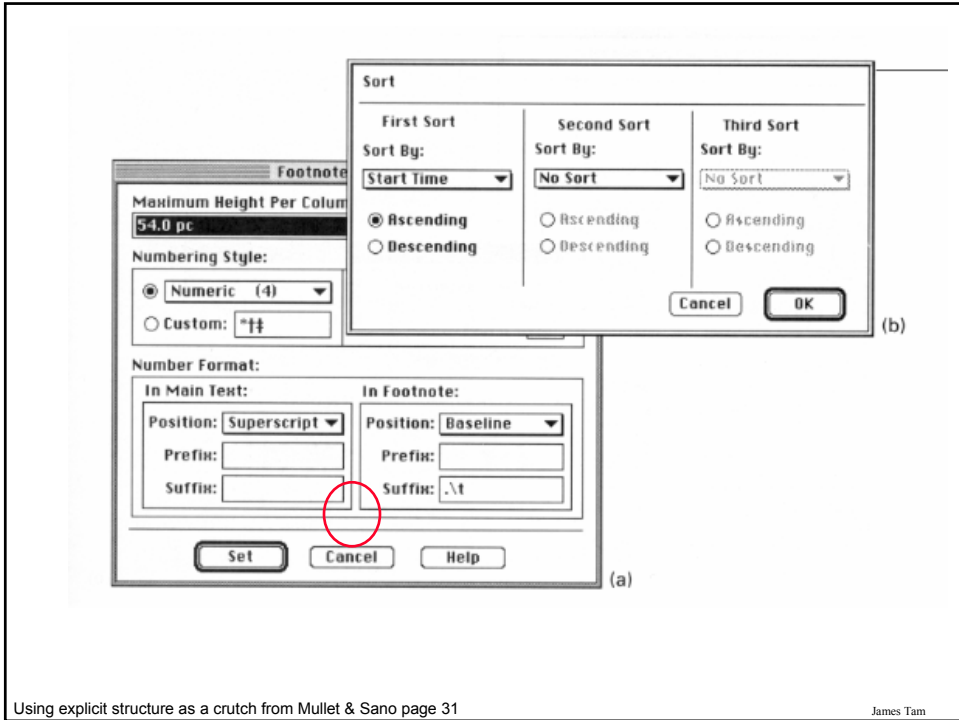 Sort
First Sort
Second Sort
Third Sort
Sort By:
Sort By:
Sort By:
Start Time
No Sort
No Sort
Ascending
Ascending
Ascending
Descending
Descending
Descending
Cancel
OK
(b)
Footnote
Maximum Height Per Colum
54.0 pc
Numbering Style:
Numeric (4)
Custom: *†‡
Number Format:
In Main Text:
In Footnote:
Position: Superscript
Position: Baseline
Prefix:
Prefix:
Suffix:
Suffix: .\t
Set
Cancel
Help
(a)
Using explicit structure as a crutch from Mullet & Sano page 31
James Tam